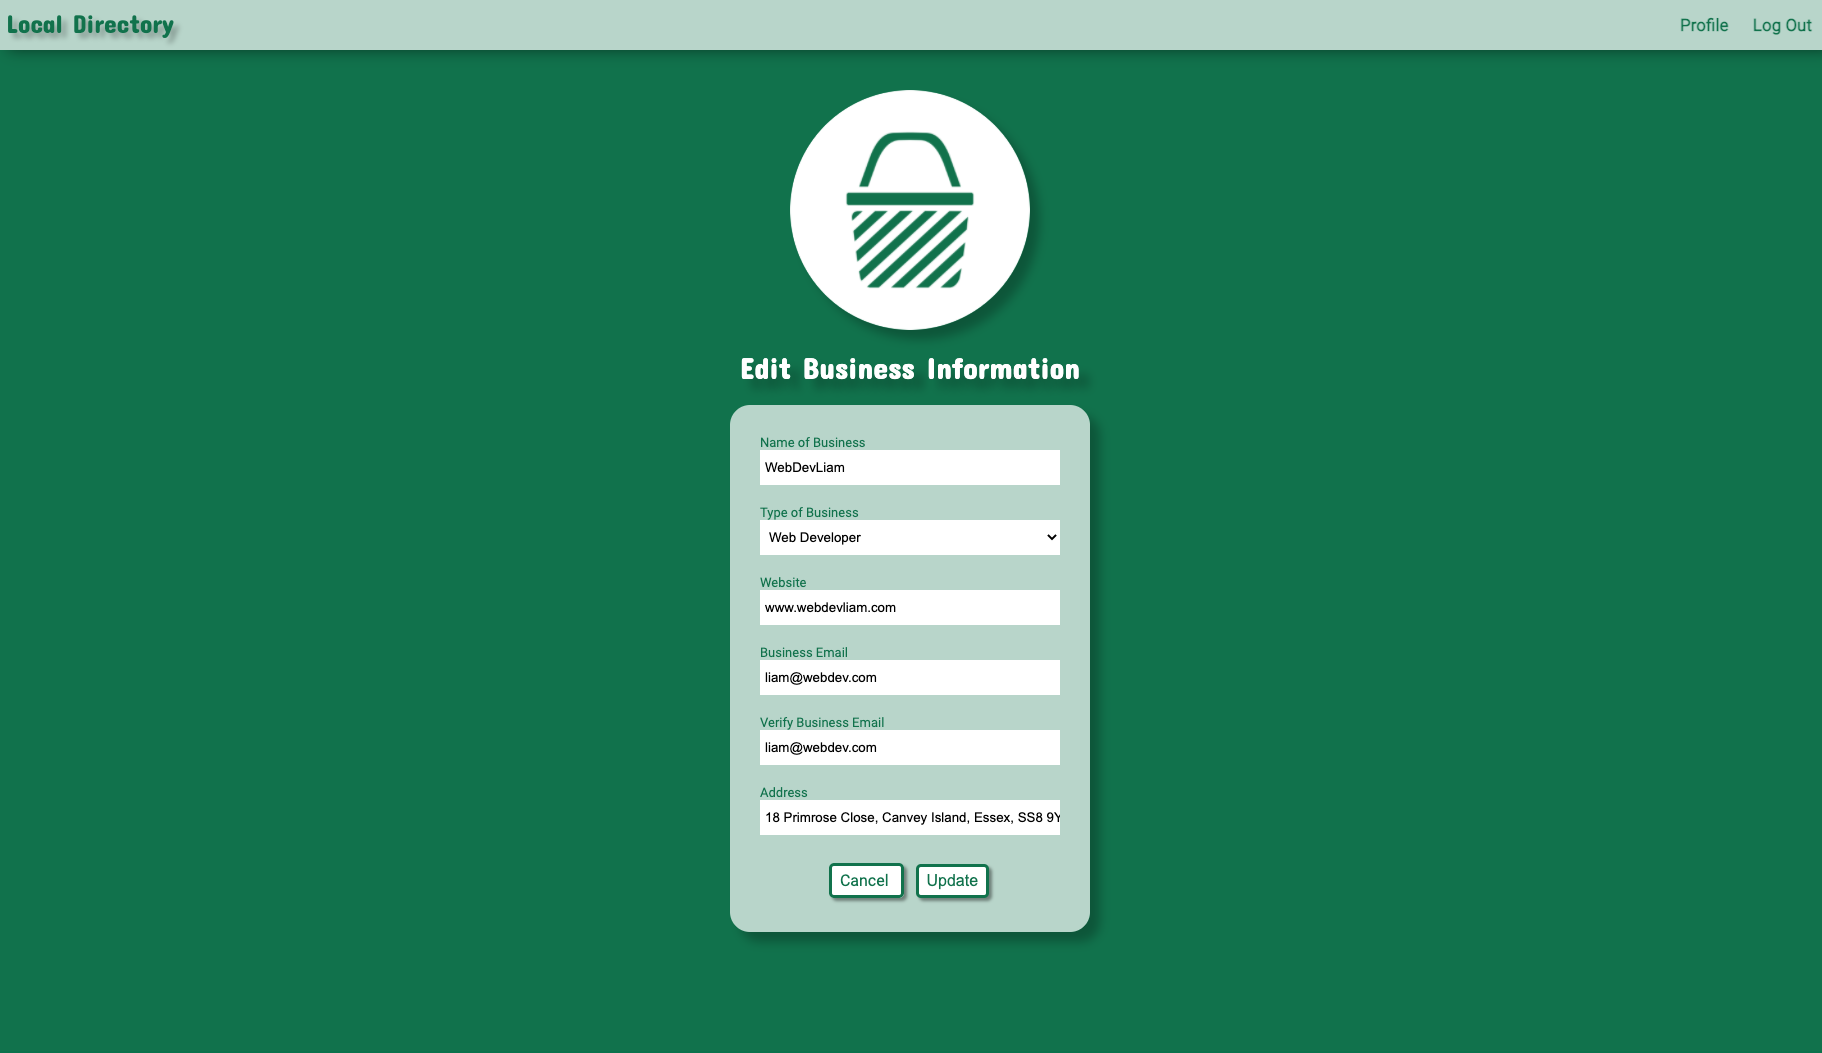 Local Directory
Profile
Log Out
Edit Business Information
Name of Business
WebDevLiam
Type of Business
Web Developer
Website
www.webdevliam.com
Business Email
liam@webdev.com
Verify Business Email
liam@webdev.com
Address
18 Primrose Close, Canvey Island, Essex, SS8 9Y
Cancel
Update